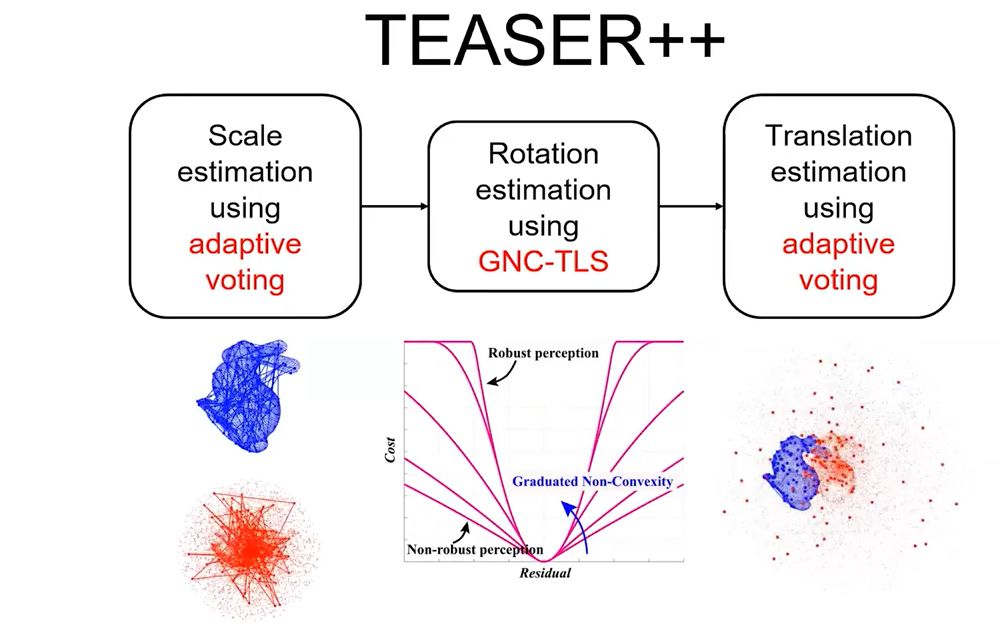 TEASER++
Scale
estimation
using
adaptive
voting
Rotation
estimation
using
GNC-TLS
Translation
estimation
using
adaptive
voting
Robust perception
Cost
Graduated Non-Convexity
Non-robust perception
Residual